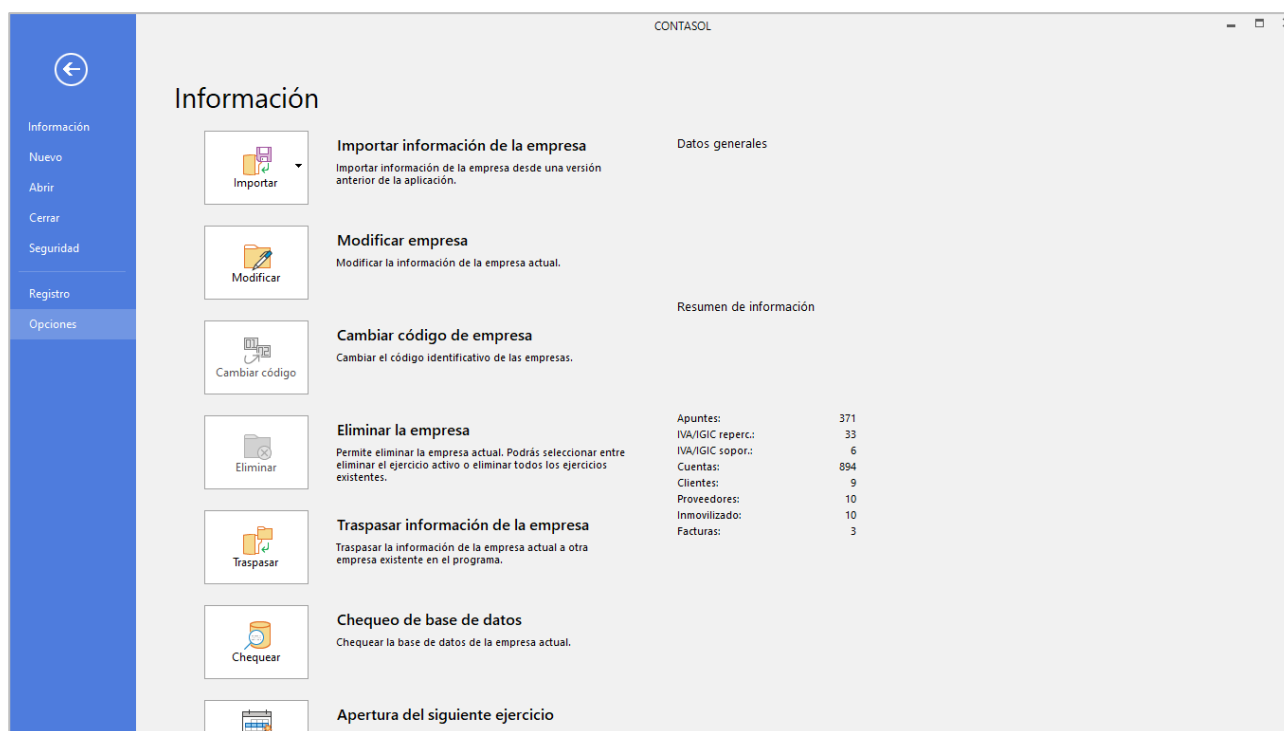 CONTASOL
Información
Nuevo
Abrir
Cerrar
Seguridad
Registro
Opciones
Información
Importar
Importar información de la empresa
Importar información de la empresa desde una versión
anterior de la aplicación.
Modificar
Modificar empresa
Modificar la información de la empresa actual.
Cambiar código
Cambiar código de empresa
Cambiar el código identificativo de las empresas.
Eliminar
Eliminar la empresa
Permite eliminar la empresa actual. Podrás seleccionar entre
eliminar el ejercicio activo o eliminar todos los ejercicios
existentes.
Traspasar
Traspasar información de la empresa
Traspasar la información de la empresa actual a otra
empresa existente en el programa.
Chequear
Chequeo de base de datos
Chequear la base de datos de la empresa actual.
Apertura del siguiente ejercicio
Datos generales
Resumen de información
Apuntes: 371
IVA/IGIC reperc.: 33
IVA/IGIC sopor.: 6
Cuentas: 894
Clientes: 9
Proveedores: 10
Inmovilizado: 10
Facturas: 3